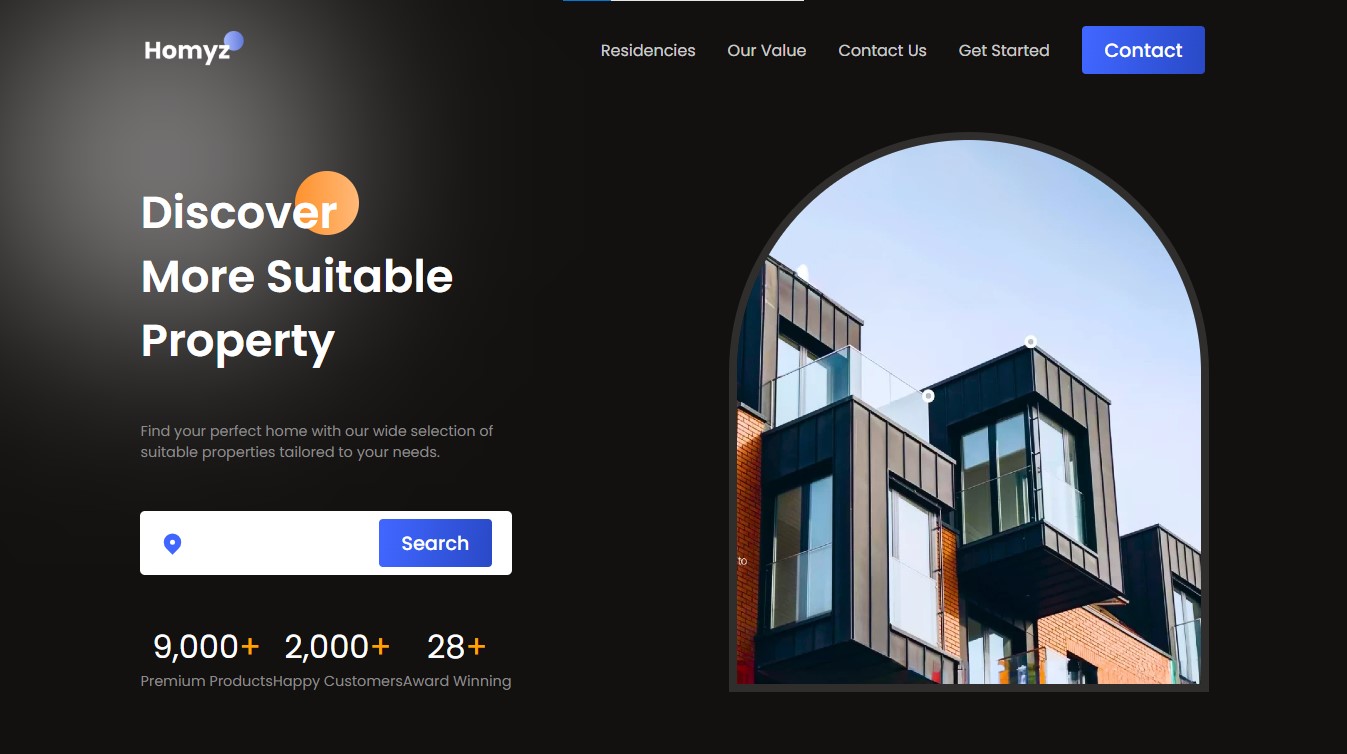 Homyz
Residencies Our Value Contact Us Get Started Contact
Discover
More Suitable
Property
Find your perfect home with our wide selection of
suitable properties tailored to your needs.
Search
9,000+ 2,000+ 28+
Premium Products Happy Customers Award Winning
to